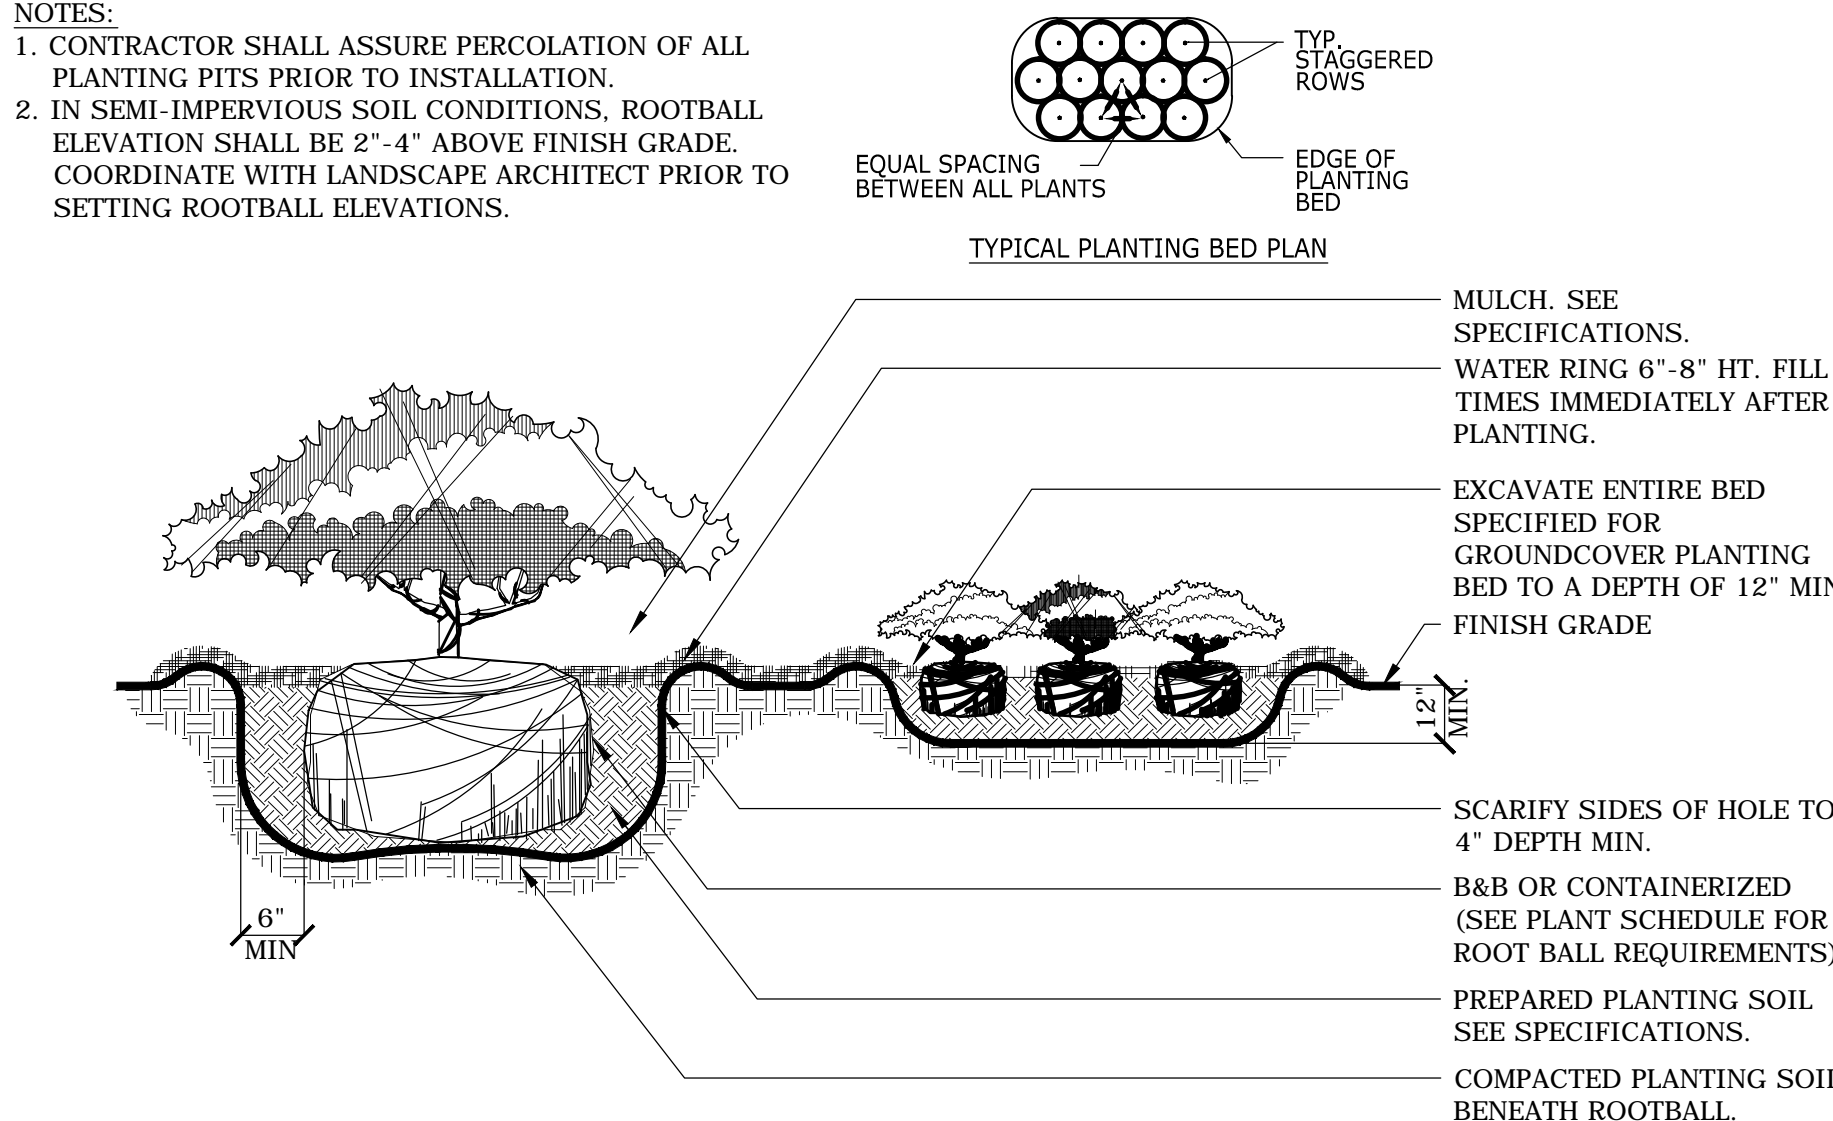 NOTES:
1. CONTRACTOR SHALL ASSURE PERCOLATION OF ALL
PLANTING PITS PRIOR TO INSTALLATION.
2. IN SEMI-IMPERVIOUS SOIL CONDITIONS, ROOTBALL
ELEVATION SHALL BE 2"-4" ABOVE FINISH GRADE.
COORDINATE WITH LANDSCAPE ARCHITECT PRIOR TO
SETTING ROOTBALL ELEVATIONS.
TYP.
STAGGERED
ROWS
EQUAL SPACING
BETWEEN ALL PLANTS
EDGE OF
PLANTING
BED
TYPICAL PLANTING BED PLAN
MULCH. SEE
SPECIFICATIONS.
WATER RING 6"-8" HT. FILL
TIMES IMMEDIATELY AFTER
PLANTING.
EXCAVATE ENTIRE BED
SPECIFIED FOR
GROUNDCOVER PLANTING
BED TO A DEPTH OF 12" MIN
FINISH GRADE
12"
MIN.
SCARIFY SIDES OF HOLE TO
4" DEPTH MIN.
B&B OR CONTAINERIZED
(SEE PLANT SCHEDULE FOR
ROOT BALL REQUIREMENTS)
6"
MIN
PREPARED PLANTING SOIL
SEE SPECIFICATIONS.
COMPACTED PLANTING SOIL
BENEATH ROOTBALL.